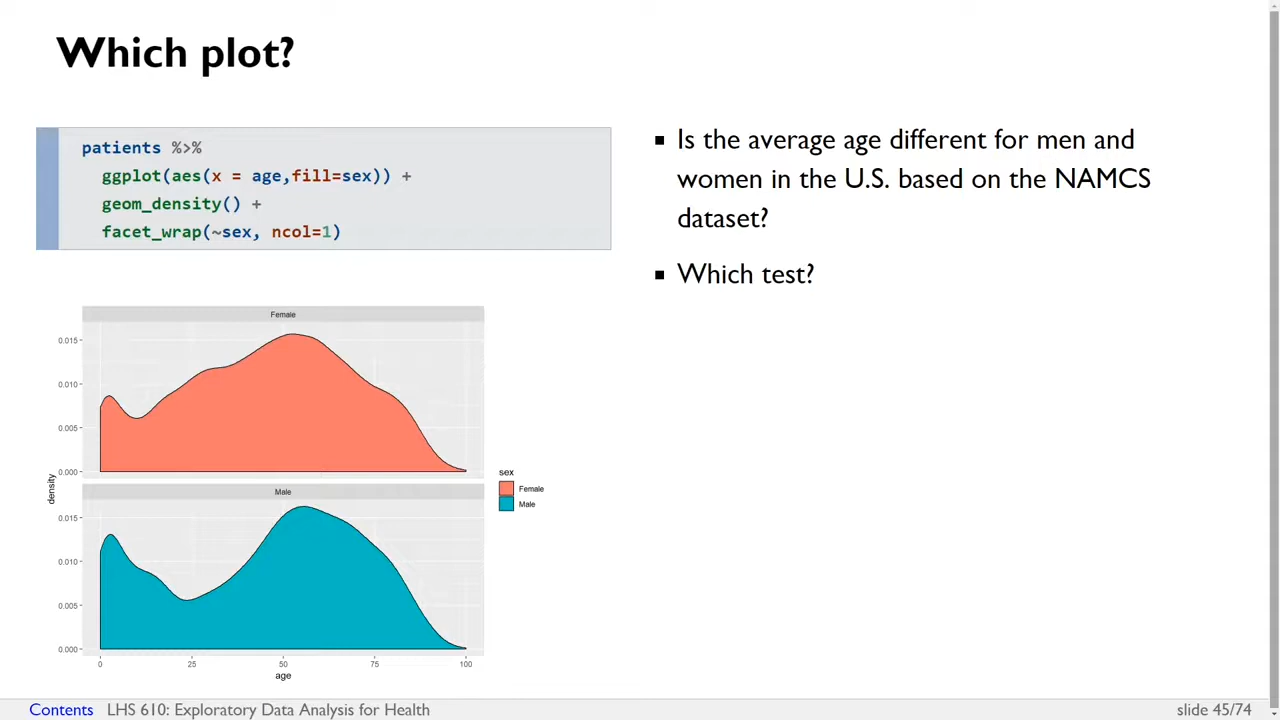 Which plot?
patients %>%
ggplot(aes(x = age,fill=sex)) +
geom_density() +
facet_wrap(~sex, ncol=1)
▪ Is the average age different for men and
women in the U.S. based on the NAMCS
dataset?
▪ Which test?
Female
0.015
0.010
0.005
0.000
Male
0.015
0.010
0.005
0.000
density
0 25 50 75 100
age
sex
Female
Male
Contents LHS 610: Exploratory Data Analysis for Health slide 45/74